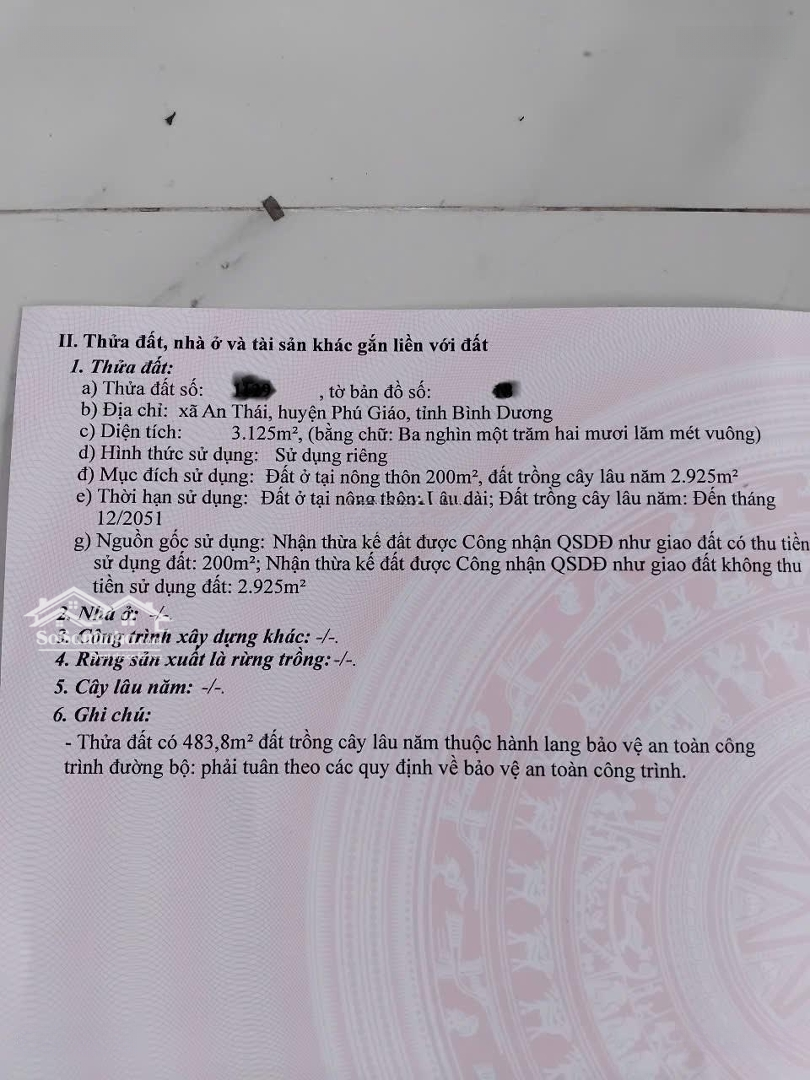 II. Thửa đất, nhà ở và tài sản khác gắn liền với đất
1. Thửa đất:
a) Thửa đất số: , tờ bản đồ số:
b) Địa chỉ: xã An Thái, huyện Phú Giáo, tỉnh Bình Dương
c) Diện tích: 3.125m², (bằng chữ: Ba nghìn một trăm hai mươi lăm mét vuông)
d) Hình thức sử dụng: Sử dụng riêng
đ) Mục đích sử dụng: Đất ở tại nông thôn 200m², đất trồng cây lâu năm 2.925m²
e) Thời hạn sử dụng: Đất ở tại nông thôn: Lâu dài; Đất trồng cây lâu năm: Đến tháng
12/2051
g) Nguồn gốc sử dụng: Nhận thừa kế đất được Công nhận QSDĐ như giao đất có thu tiền
sử dụng đất: 200m²; Nhận thừa kế đất được Công nhận QSDĐ như giao đất không thu
tiền sử dụng đất: 2.925m²
2. Nhà ở: -/-.
3. Công trình xây dựng khác: -/-.
4. Rừng sản xuất là rừng trồng: -/-.
5. Cây lâu năm: -/-.
6. Ghi chú:
- Thửa đất có 483,8m² đất trồng cây lâu năm thuộc hành lang bảo vệ an toàn công
trình đường bộ: phải tuân theo các quy định về bảo vệ an toàn công trình.